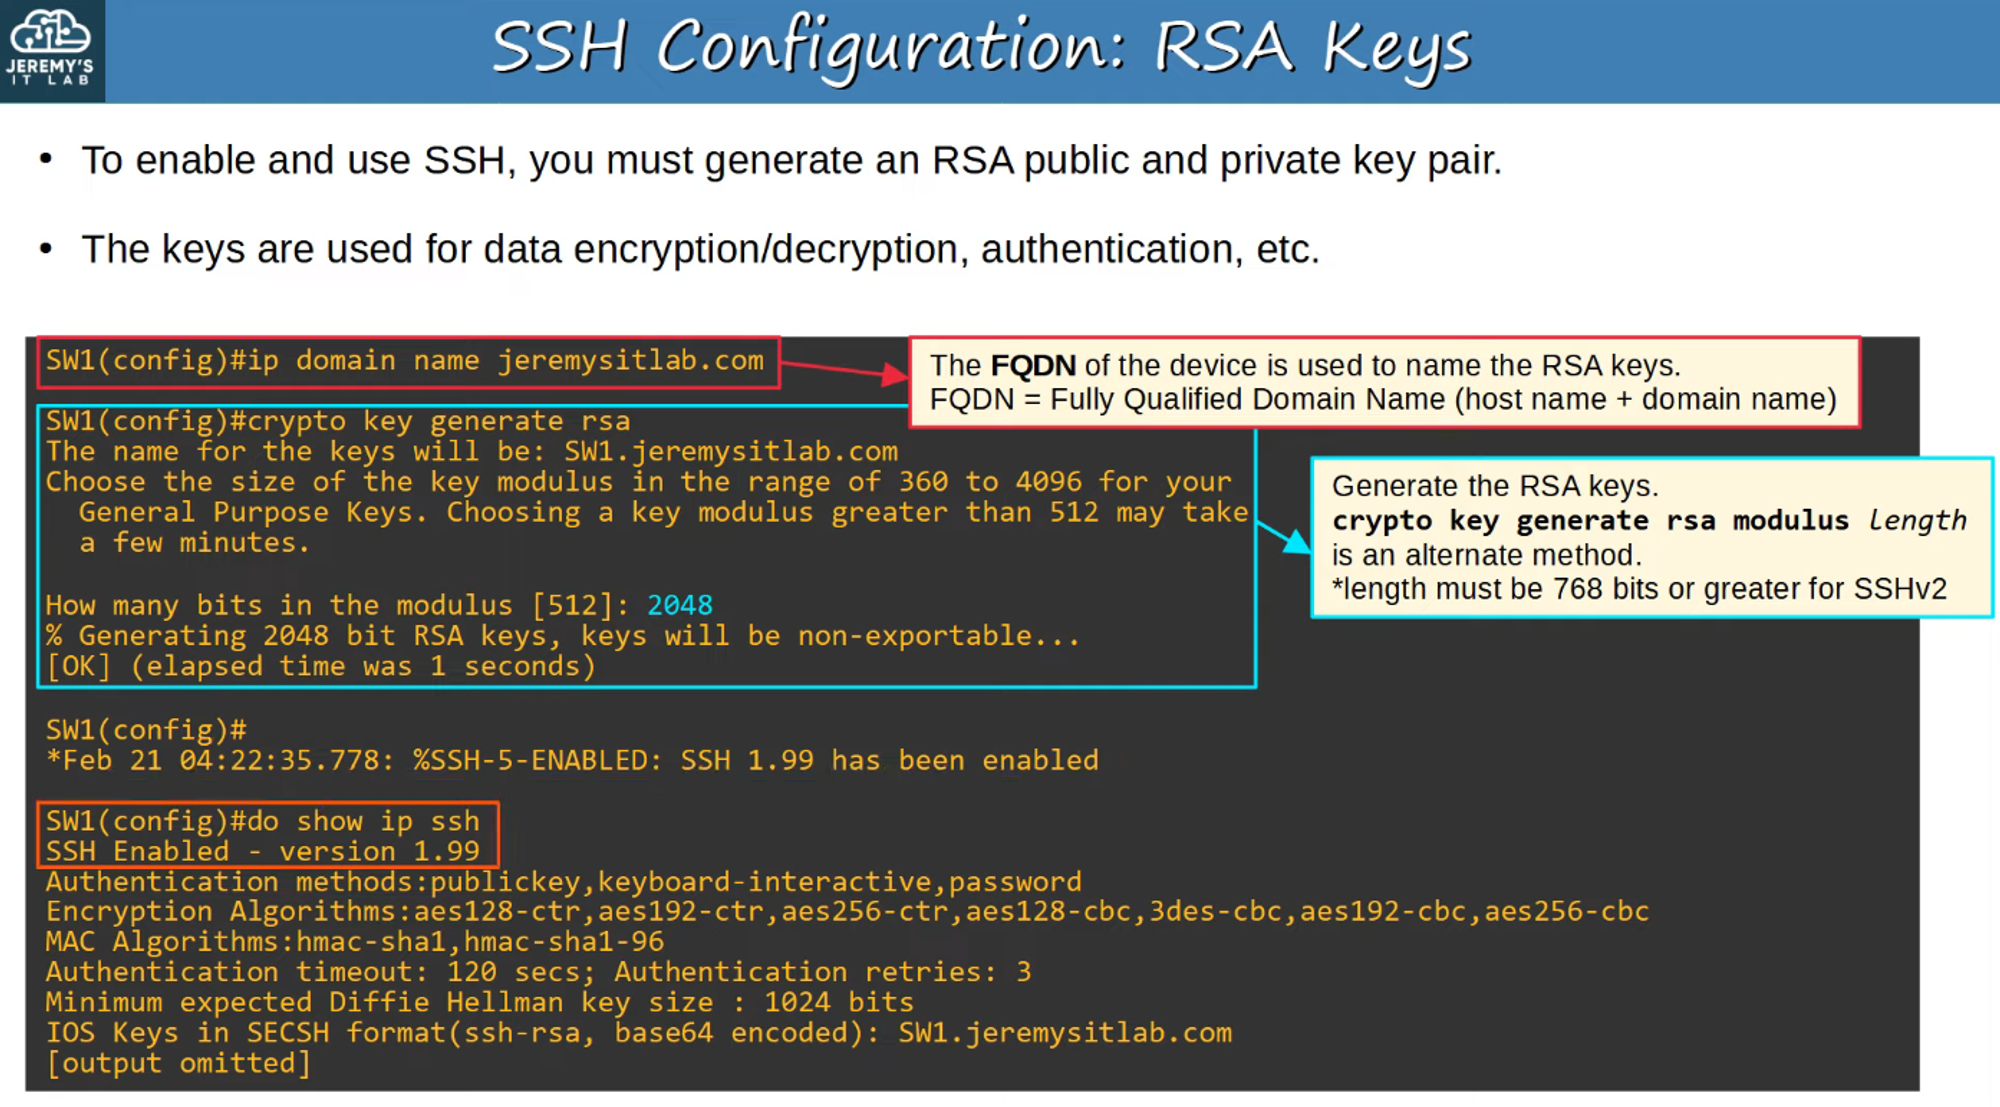 JEREMY'S
IT LAB
SSH Configuration: RSA Keys
• To enable and use SSH, you must generate an RSA public and private key pair.
• The keys are used for data encryption/decryption, authentication, etc.
SW1(config)#ip domain name jeremysitlab.com
The FQDN of the device is used to name the RSA keys.
FQDN = Fully Qualified Domain Name (host name + domain name)
SW1(config)#crypto key generate rsa
The name for the keys will be: SW1.jeremysitlab.com
Choose the size of the key modulus in the range of 360 to 4096 for your
General Purpose Keys. Choosing a key modulus greater than 512 may take
a few minutes.
How many bits in the modulus [512]: 2048
% Generating 2048 bit RSA keys, keys will be non-exportable...
[OK] (elapsed time was 1 seconds)
Generate the RSA keys.
crypto key generate rsa modulus length
is an alternate method.
*length must be 768 bits or greater for SSHv2
SW1(config)#
*Feb 21 04:22:35.778: %SSH-5-ENABLED: SSH 1.99 has been enabled
SW1(config)#do show ip ssh
SSH Enabled - version 1.99
Authentication methods:publickey,keyboard-interactive,password
Encryption Algorithms:aes128-ctr,aes192-ctr,aes256-ctr,aes128-cbc,3des-cbc,aes192-cbc,aes256-cbc
MAC Algorithms:hmac-sha1,hmac-sha1-96
Authentication timeout: 120 secs; Authentication retries: 3
Minimum expected Diffie Hellman key size : 1024 bits
IOS Keys in SECSH format(ssh-rsa, base64 encoded): SW1.jeremysitlab.com
[output omitted]